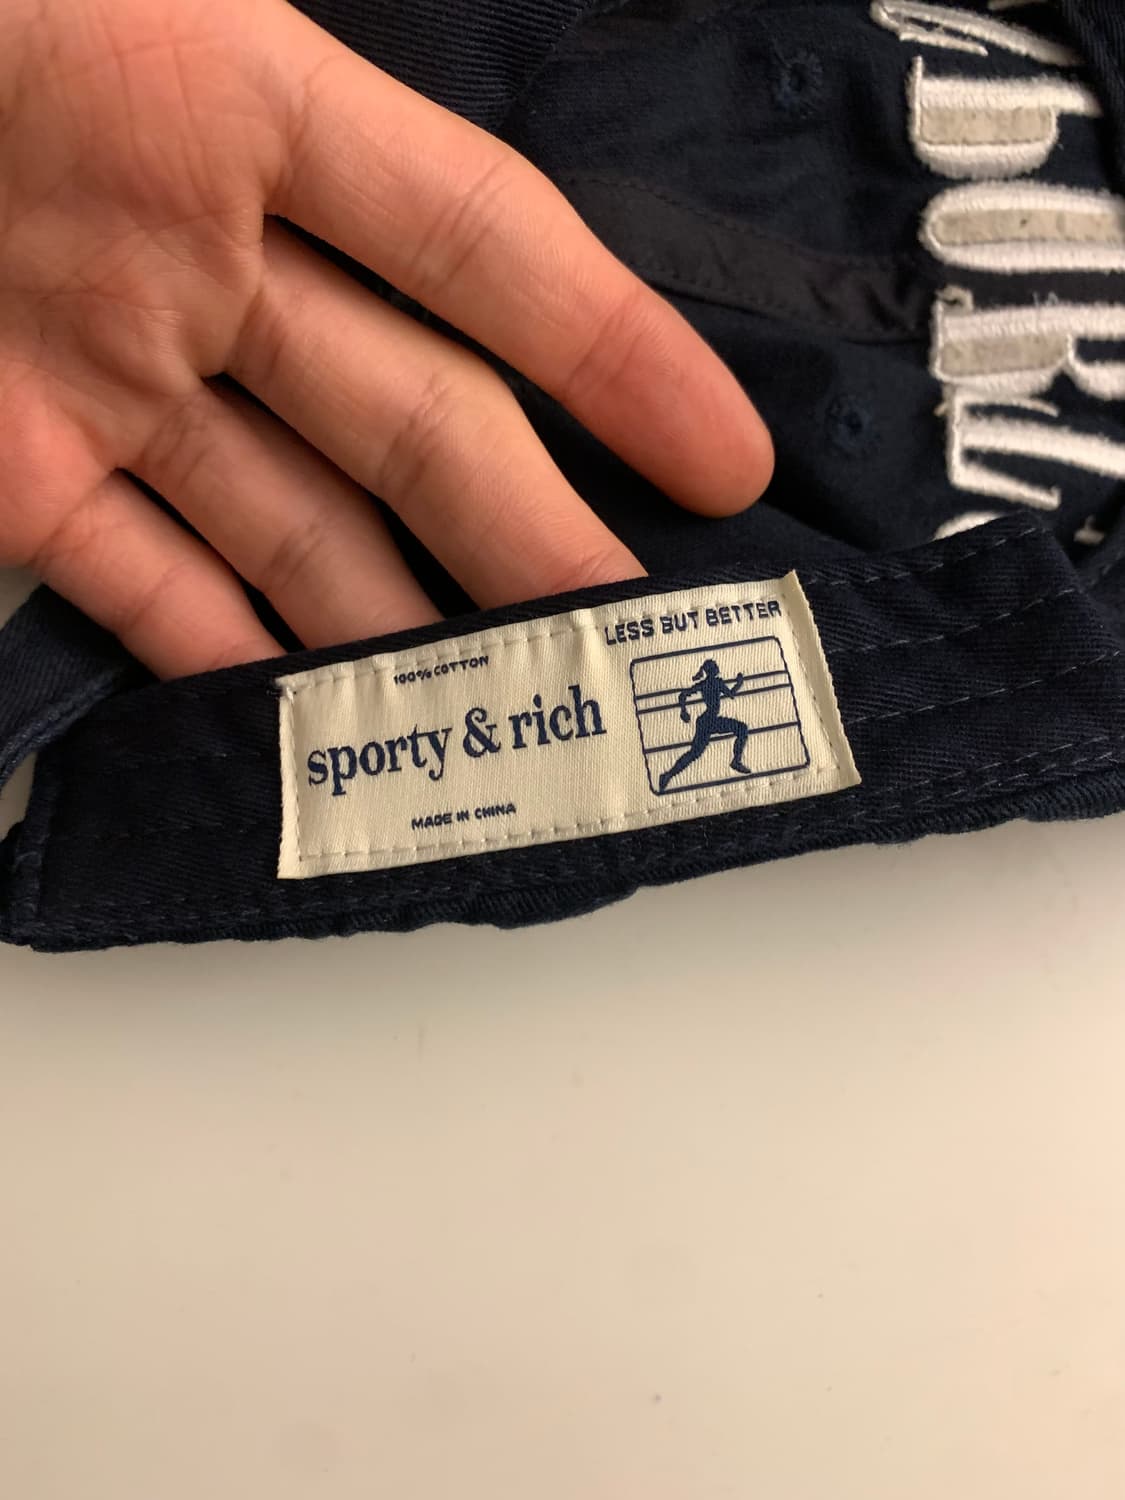 100% COTTON
sporty & rich
MADE IN CHINA
LESS BUT BETTER